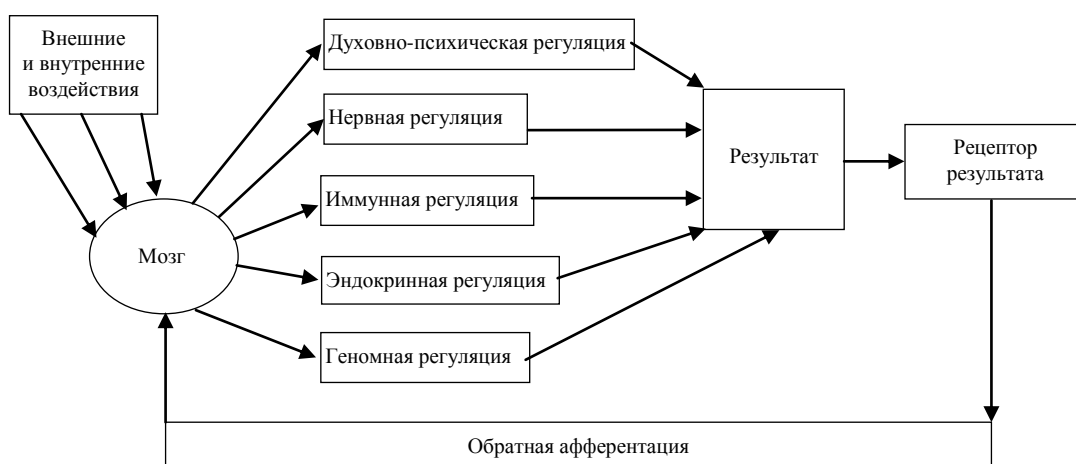 Внешние
и внутренние
воздействия
Мозг
Духовно-психическая регуляция
Нервная регуляция
Иммунная регуляция
Эндокринная регуляция
Геномная регуляция
Результат
Рецептор
результата
Обратная афферентация